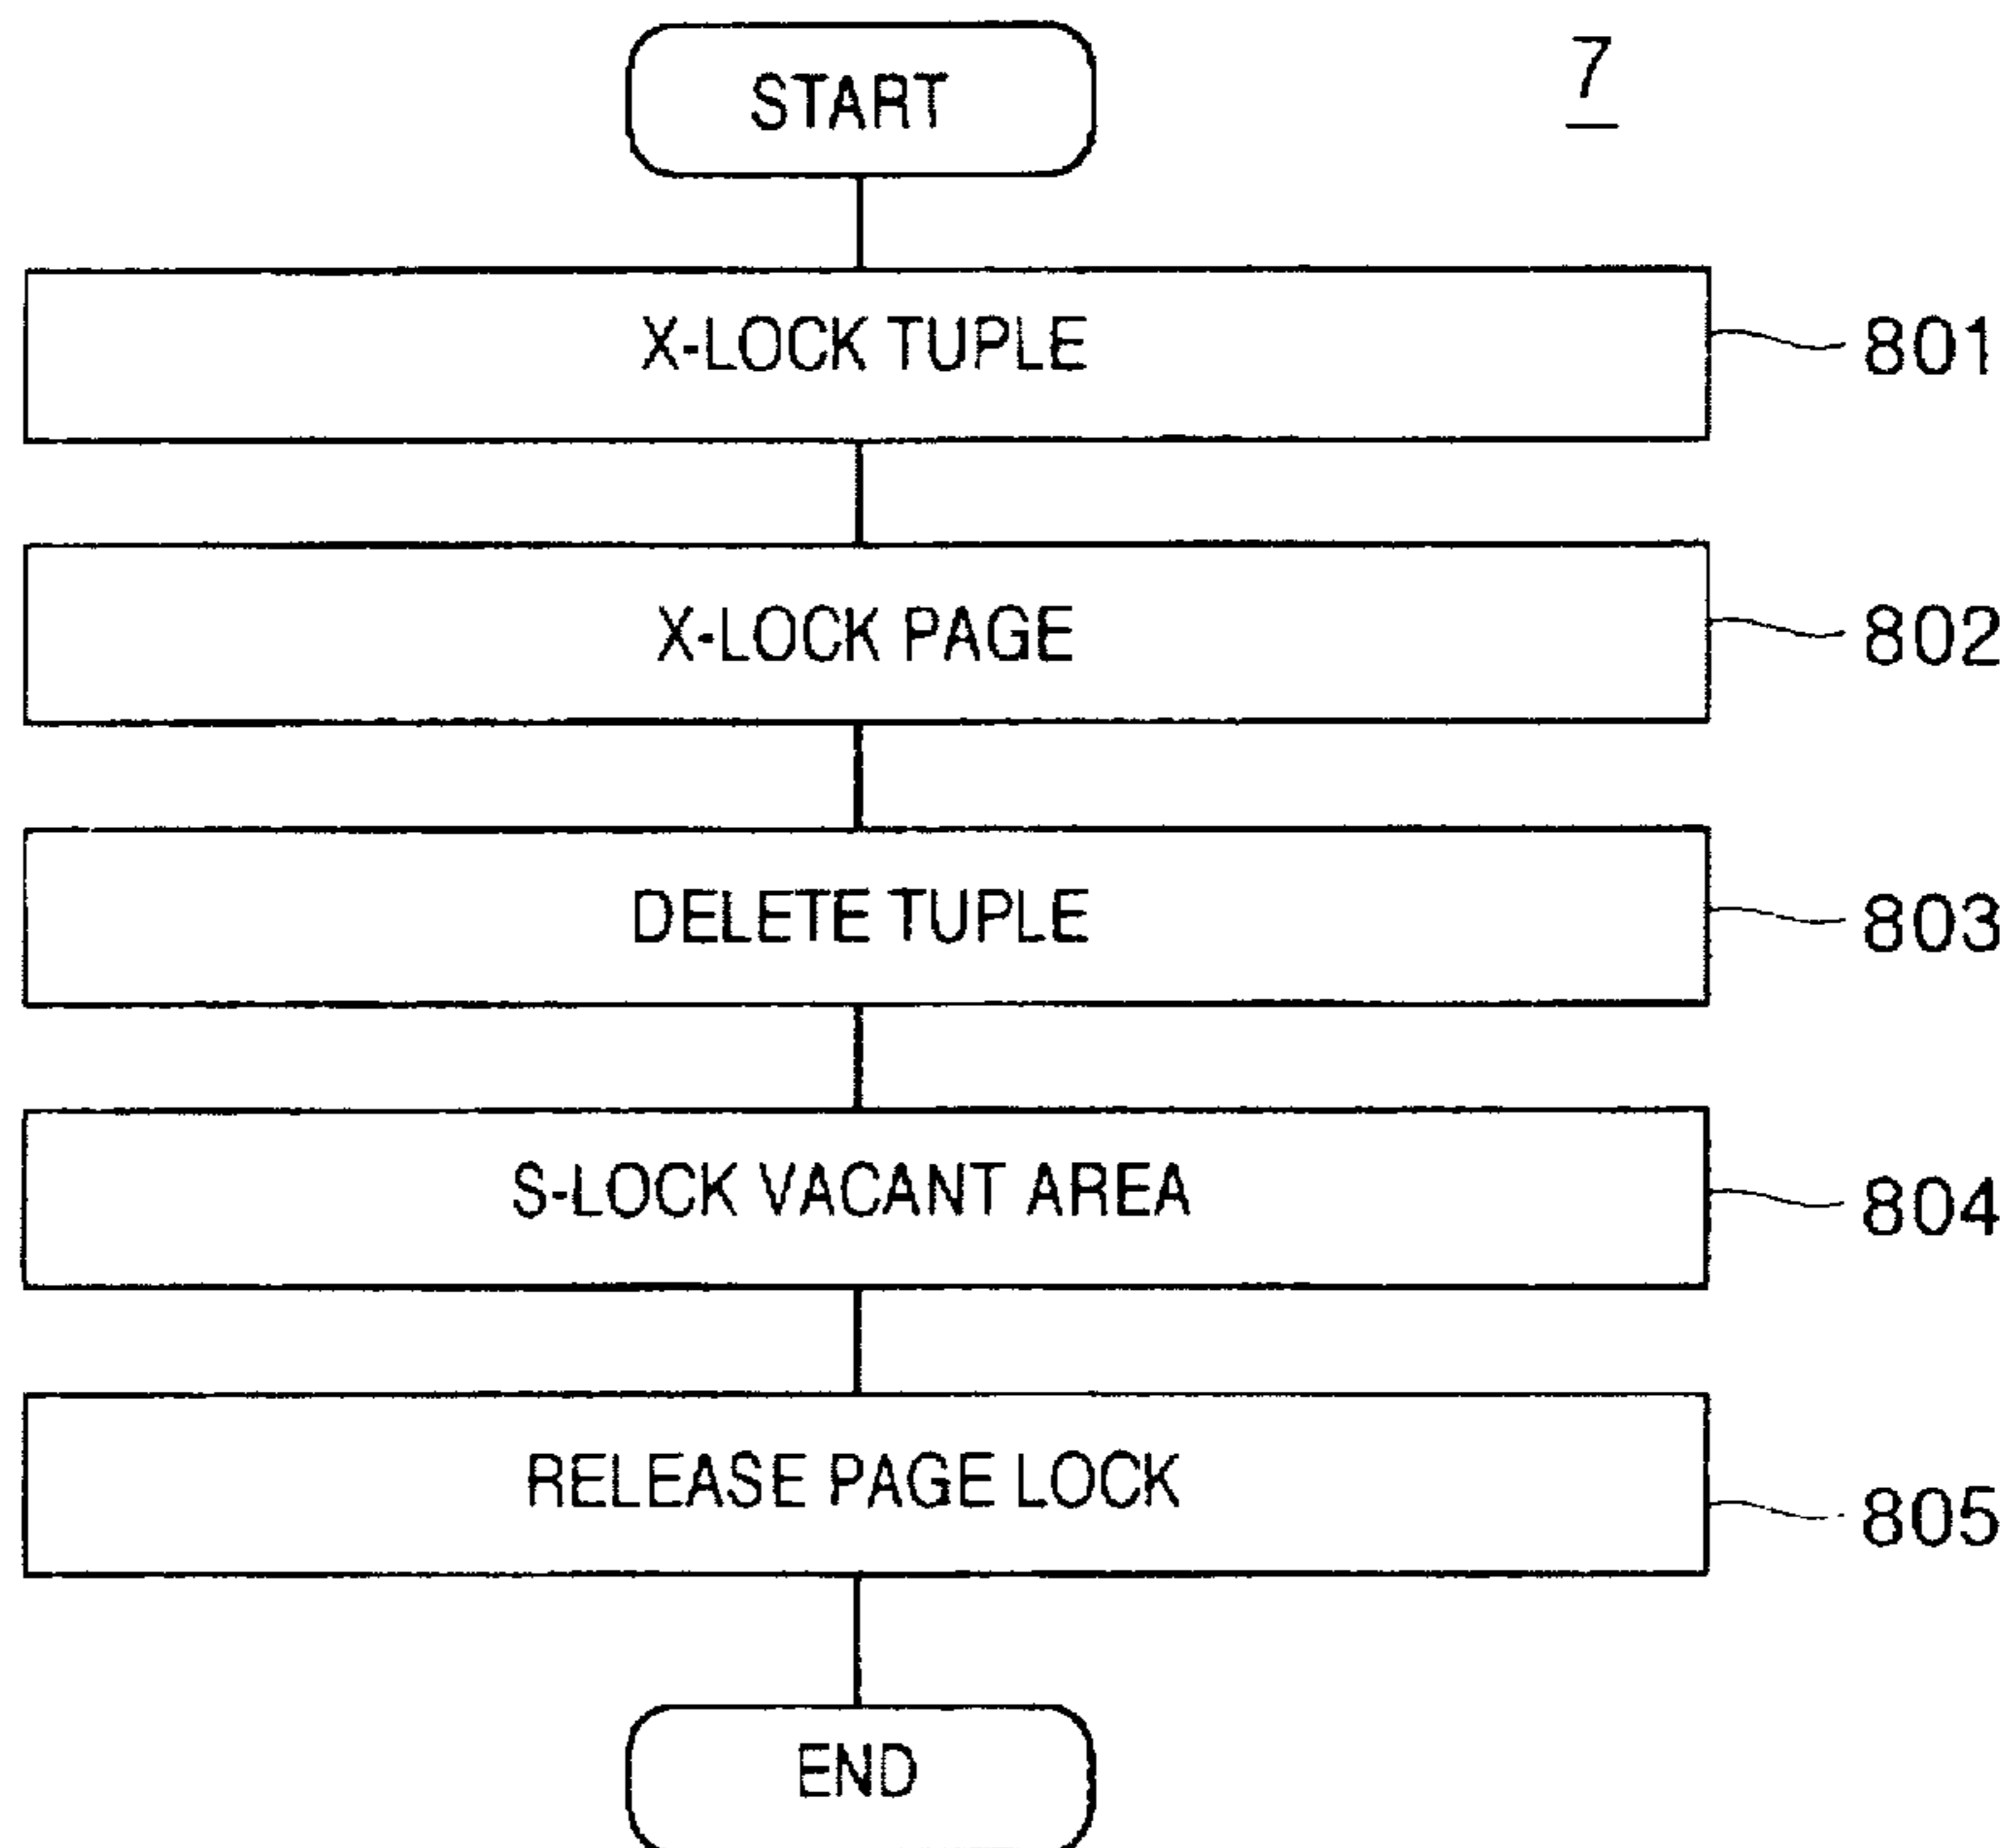 START
7
X-LOCK TUPLE
801
X-LOCK PAGE
802
DELETE TUPLE
803
S-LOCK VACANT AREA
804
RELEASE PAGE LOCK
805
END